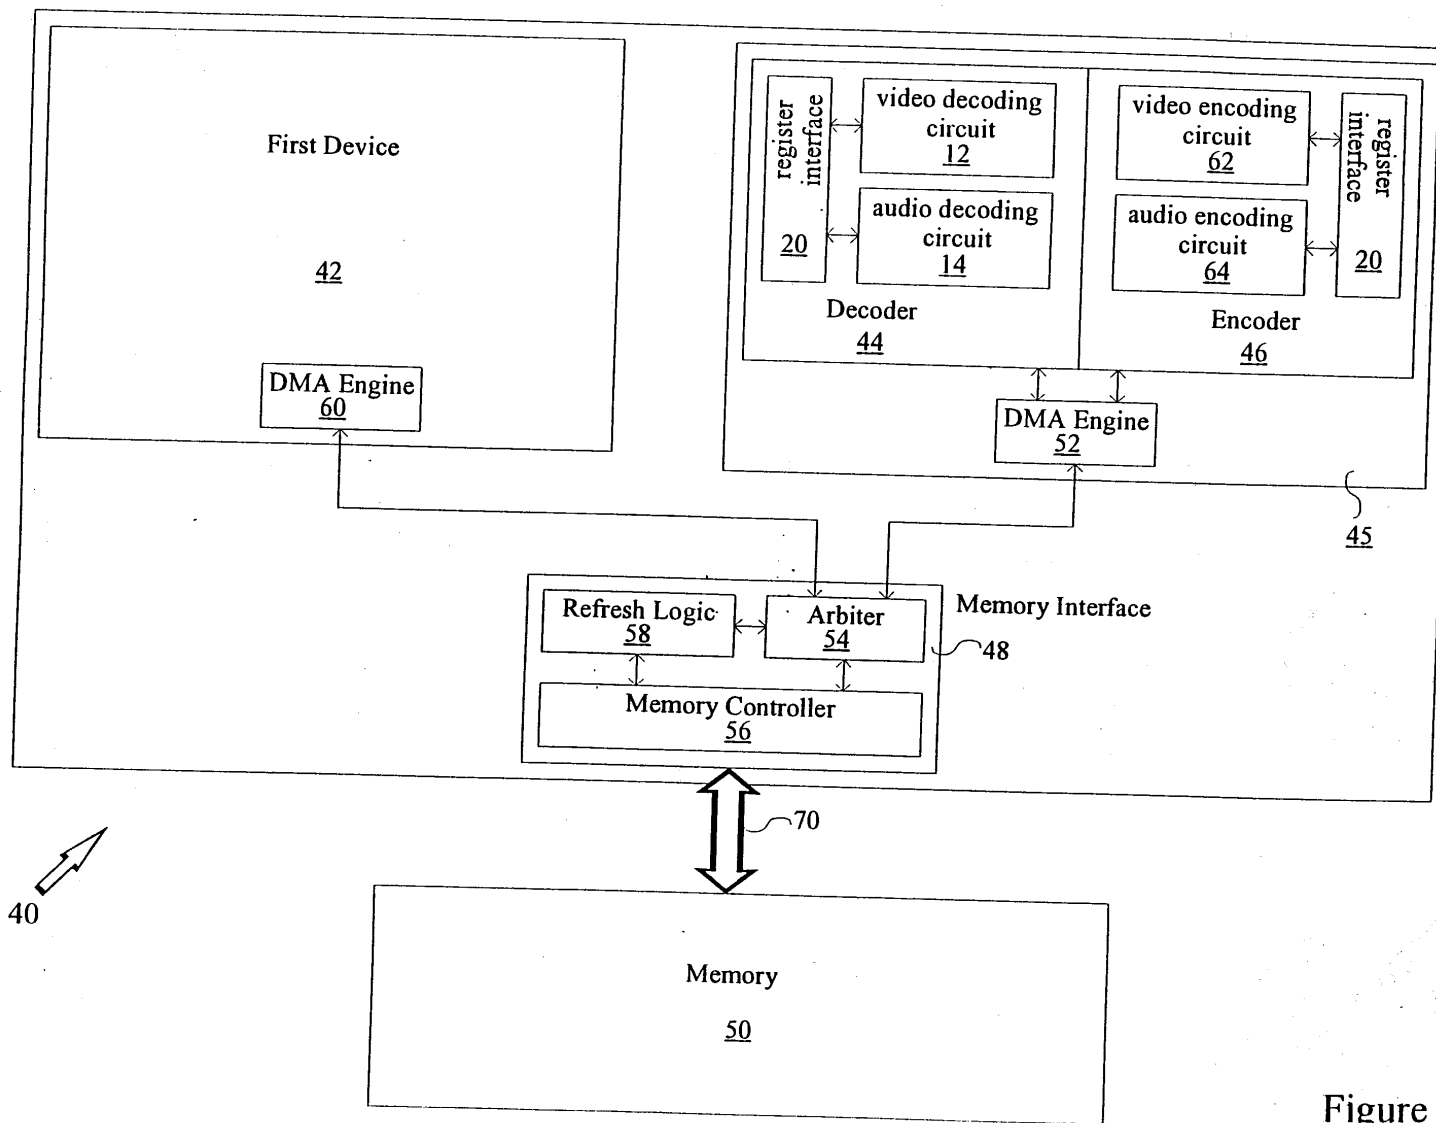 First Device
42
DMA Engine
60
register
interface
20
video decoding
circuit
12
audio decoding
circuit
14
Decoder
44
video encoding
circuit
62
audio encoding
circuit
64
register
interface
20
Encoder
46
DMA Engine
52
45
Refresh Logic
58
Arbiter
54
Memory Interface
48
Memory Controller
56
70
40
Memory
50
Figure